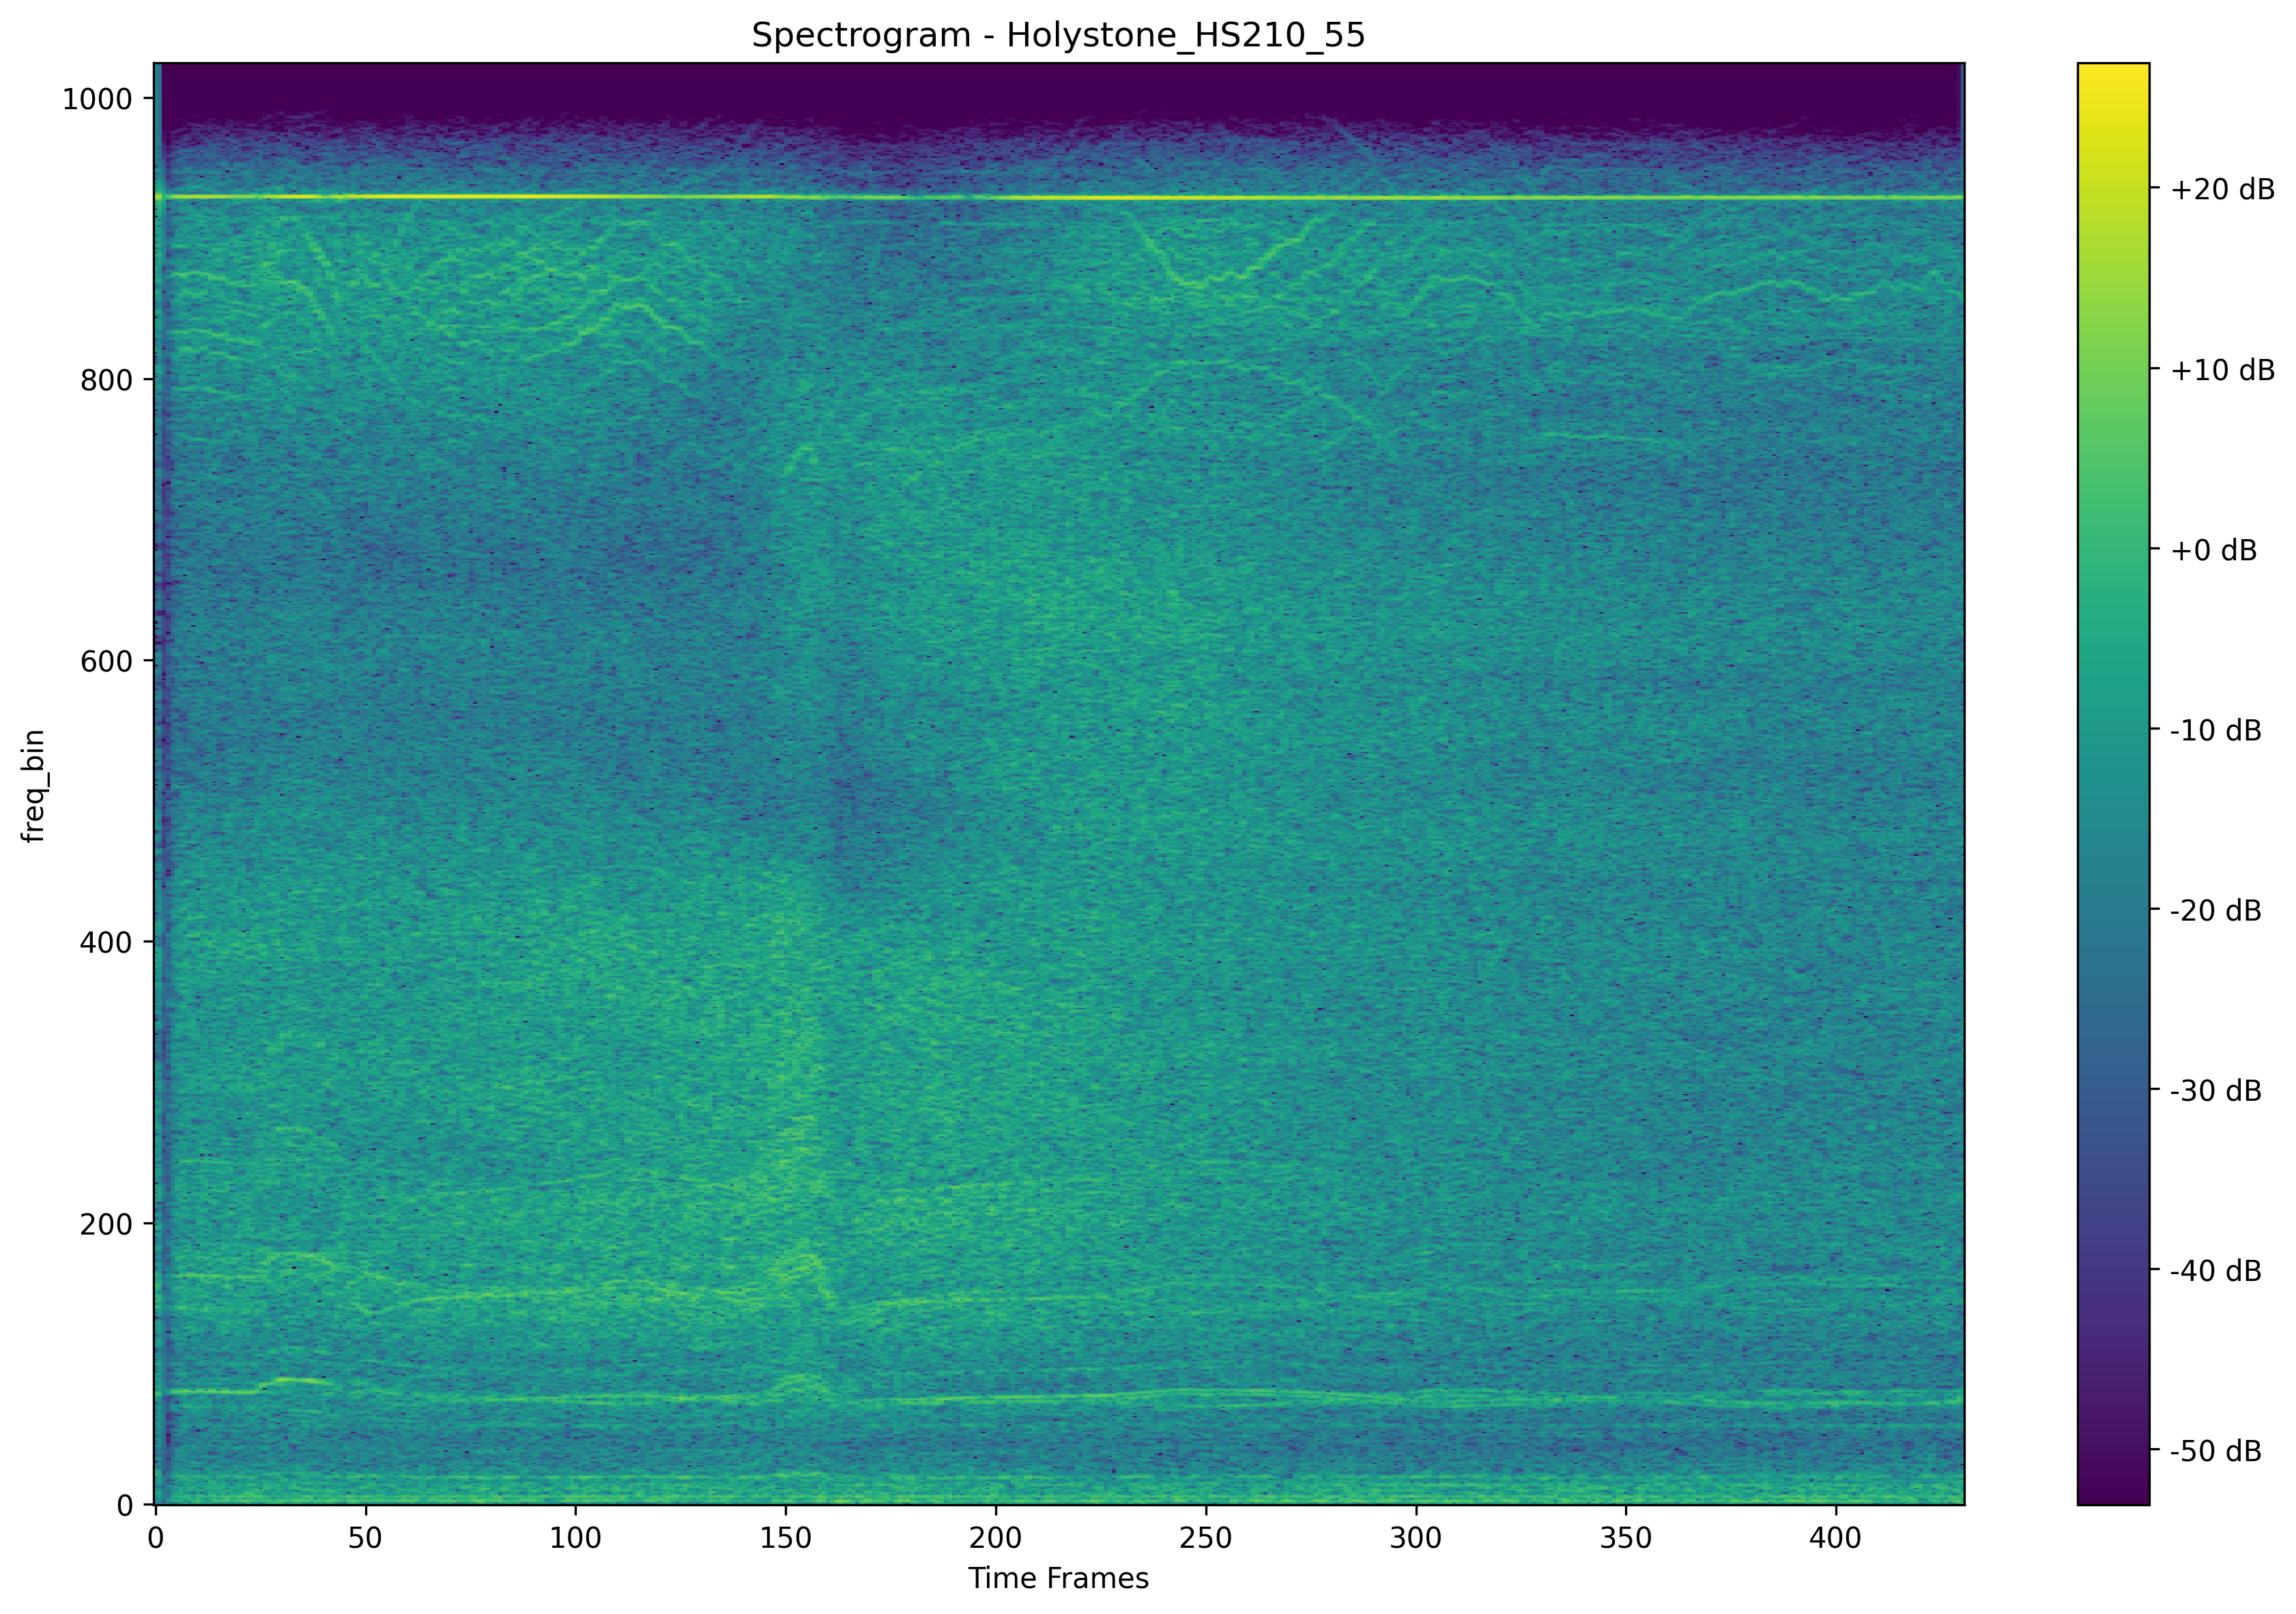 Spectrogram - Holystone_HS210_55
1000
800
600
400
200
0
freq_bin
0 50 100 150 200 250 300 350 400
Time Frames
+20 dB
+10 dB
+0 dB
-10 dB
-20 dB
-30 dB
-40 dB
-50 dB